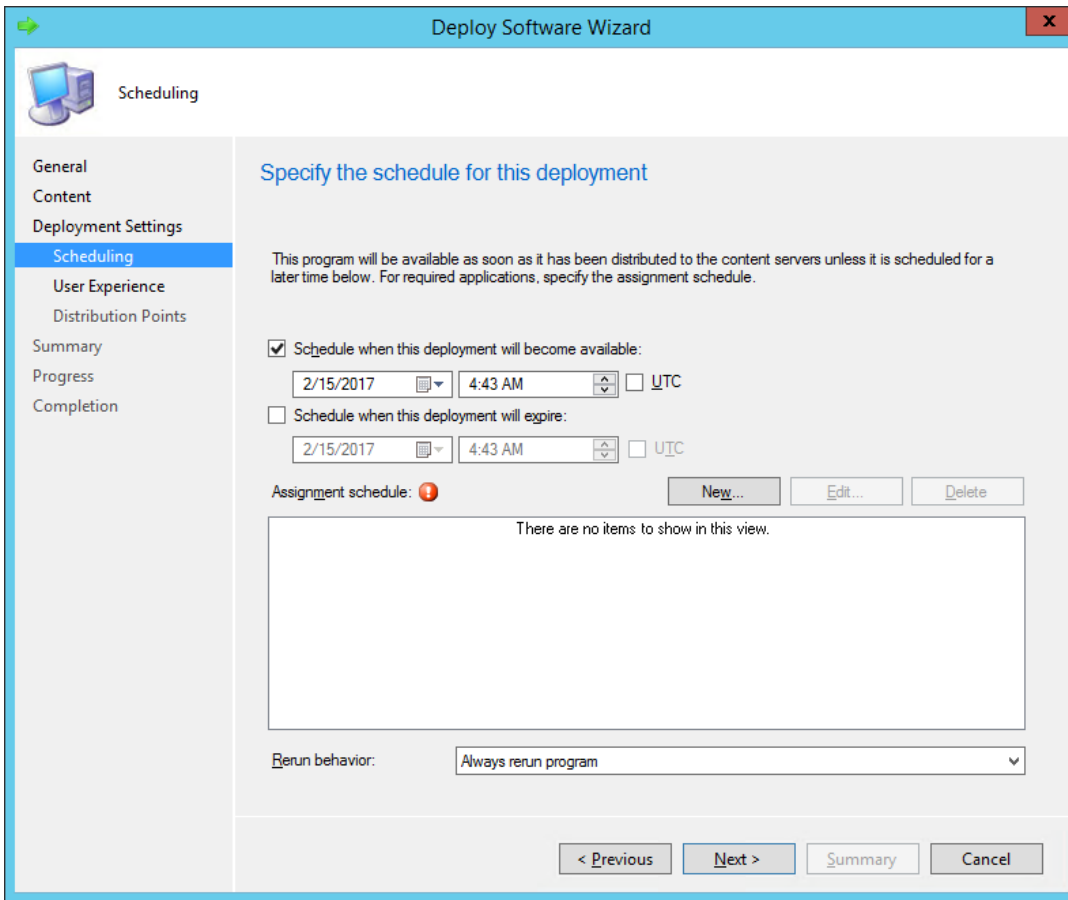 Deploy Software Wizard
x
Scheduling
General
Content
Deployment Settings
Scheduling
User Experience
Distribution Points
Summary
Progress
Completion
Specify the schedule for this deployment
This program will be available as soon as it has been distributed to the content servers unless it is scheduled for a
later time below. For required applications, specify the assignment schedule.
Schedule when this deployment will become available:
2/15/2017 4:43 AM UTC
Schedule when this deployment will expire:
2/15/2017 4:43 AM UTC
Assignment schedule: New... Edit... Delete
There are no items to show in this view.
Rerun behavior: Always rerun program
< Previous Next > Summary Cancel